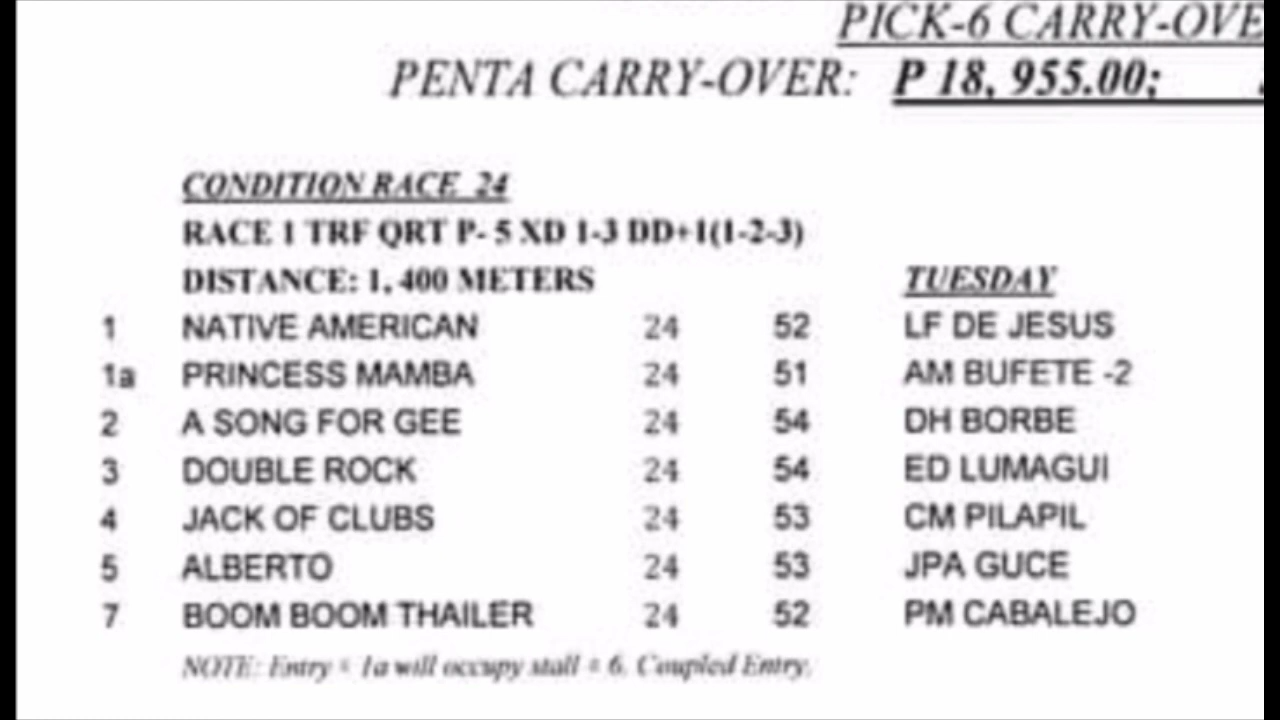 PICK-6 CARRY-OVE
PENTA CARRY-OVER: P 18, 955.00;
CONDITION RACE 24
RACE 1 TRF QRT P- 5 XD 1-3 DD+1(1-2-3)
DISTANCE: 1, 400 METERS TUESDAY
1 NATIVE AMERICAN 24 52 LF DE JESUS
1a PRINCESS MAMBA 24 51 AM BUFETE -2
2 A SONG FOR GEE 24 54 DH BORBE
3 DOUBLE ROCK 24 54 ED LUMAGUI
4 JACK OF CLUBS 24 53 CM PILAPIL
5 ALBERTO 24 53 JPA GUCE
7 BOOM BOOM THAILER 24 52 PM CABALEJO
NOTE: Entry # 1a will occupy stall # 6. Coupled Entry.